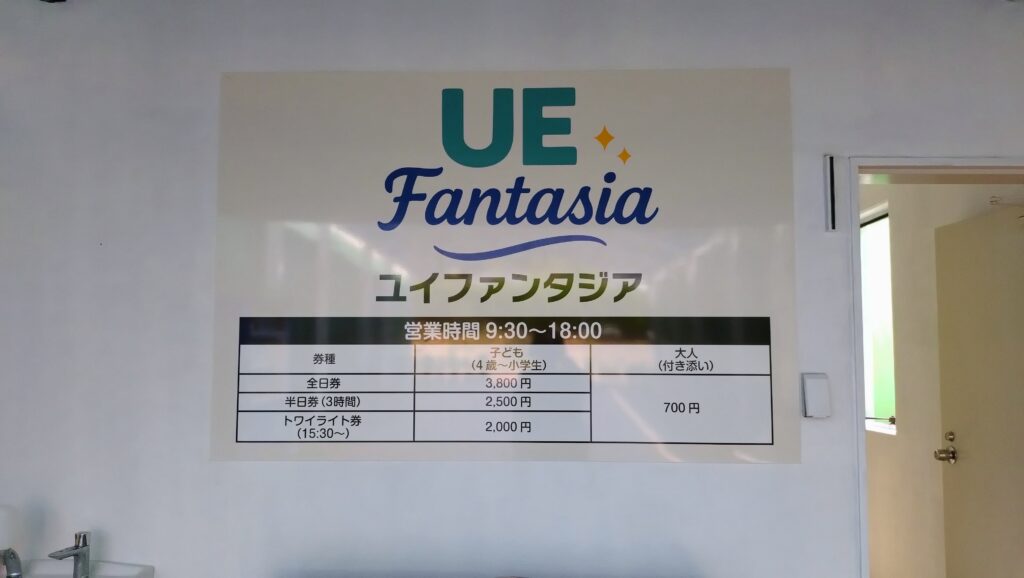 UE
Fantasia
ユイファンタジア
営業時間 9:30～18:00
券種 子ども（4歳～小学生） 大人（付き添い）
全日券 3,800円 700円
半日券（3時間） 2,500円
トワイライト券（15:30～） 2,000円